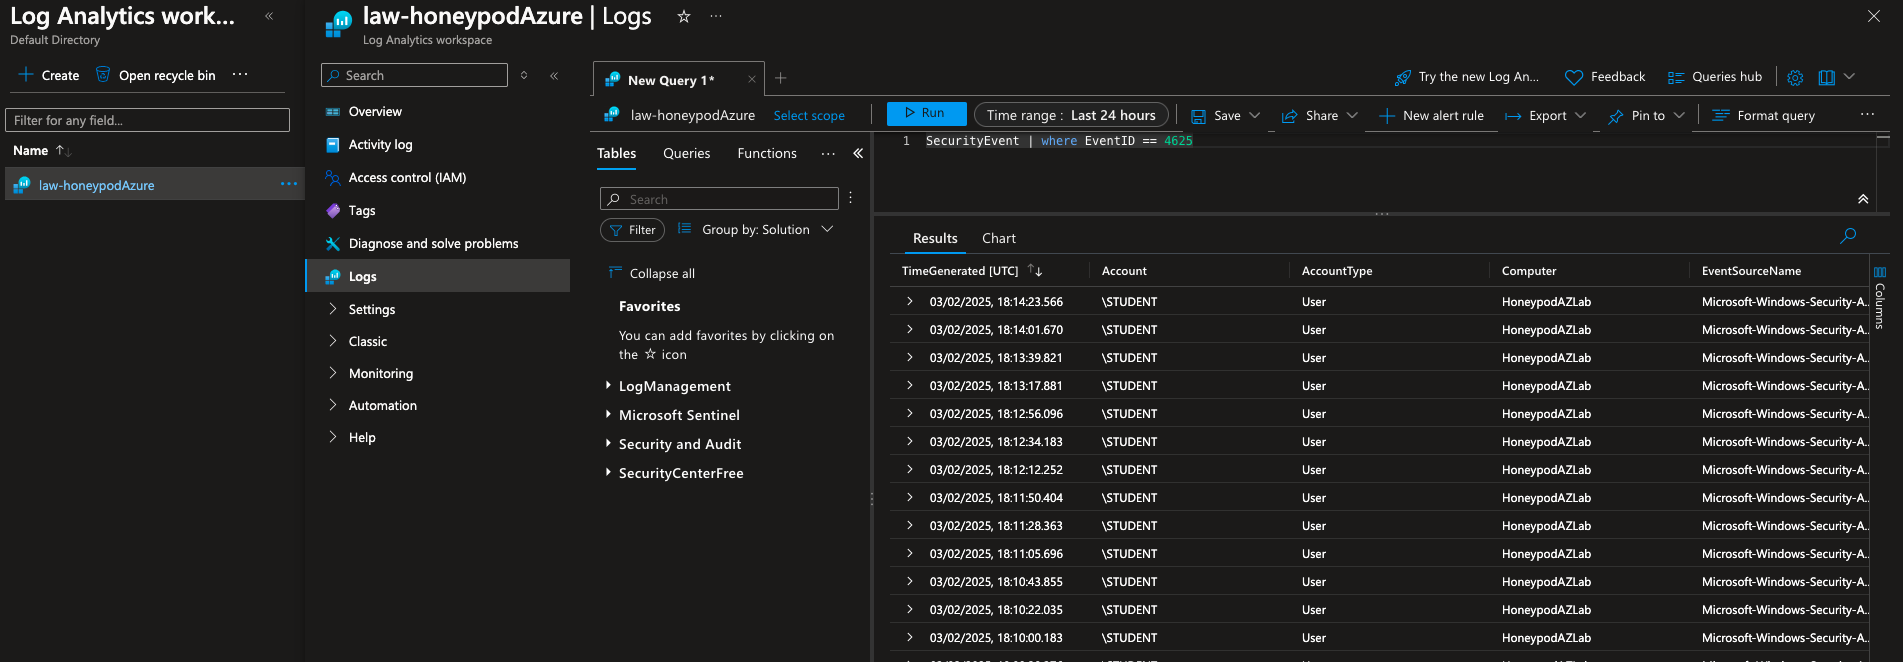 Log Analytics work...
Default Directory
Create
Open recycle bin
Filter for any field...
Name
law-honeypodAzure
law-honeypodAzure | Logs
Log Analytics workspace
Search
Overview
Activity log
Access control (IAM)
Tags
Diagnose and solve problems
Logs
Settings
Classic
Monitoring
Automation
Help
New Query 1*
Try the new Log An...
Feedback
Queries hub
law-honeypodAzure
Select scope
Run
Time range : Last 24 hours
Save
Share
New alert rule
Export
Pin to
Format query
Tables
Queries
Functions
Search
Filter
Group by: Solution
Collapse all
Favorites
You can add favorites by clicking on
the ☆ icon
LogManagement
Microsoft Sentinel
Security and Audit
SecurityCenterFree
1 SecurityEvent | where EventID == 4625
Results
Chart
TimeGenerated [UTC] Account AccountType Computer EventSourceName
03/02/2025, 18:14:23.566 \STUDENT User HoneypodAZLab Microsoft-Windows-Security-A..
03/02/2025, 18:14:01.670 \STUDENT User HoneypodAZLab Microsoft-Windows-Security-A..
03/02/2025, 18:13:39.821 \STUDENT User HoneypodAZLab Microsoft-Windows-Security-A..
03/02/2025, 18:13:17.881 \STUDENT User HoneypodAZLab Microsoft-Windows-Security-A..
03/02/2025, 18:12:56.096 \STUDENT User HoneypodAZLab Microsoft-Windows-Security-A..
03/02/2025, 18:12:34.183 \STUDENT User HoneypodAZLab Microsoft-Windows-Security-A..
03/02/2025, 18:12:12.252 \STUDENT User HoneypodAZLab Microsoft-Windows-Security-A..
03/02/2025, 18:11:50.404 \STUDENT User HoneypodAZLab Microsoft-Windows-Security-A..
03/02/2025, 18:11:28.363 \STUDENT User HoneypodAZLab Microsoft-Windows-Security-A..
03/02/2025, 18:11:05.696 \STUDENT User HoneypodAZLab Microsoft-Windows-Security-A..
03/02/2025, 18:10:43.855 \STUDENT User HoneypodAZLab Microsoft-Windows-Security-A..
03/02/2025, 18:10:22.035 \STUDENT User HoneypodAZLab Microsoft-Windows-Security-A..
03/02/2025, 18:10:00.183 \STUDENT User HoneypodAZLab Microsoft-Windows-Security-A..
Columns